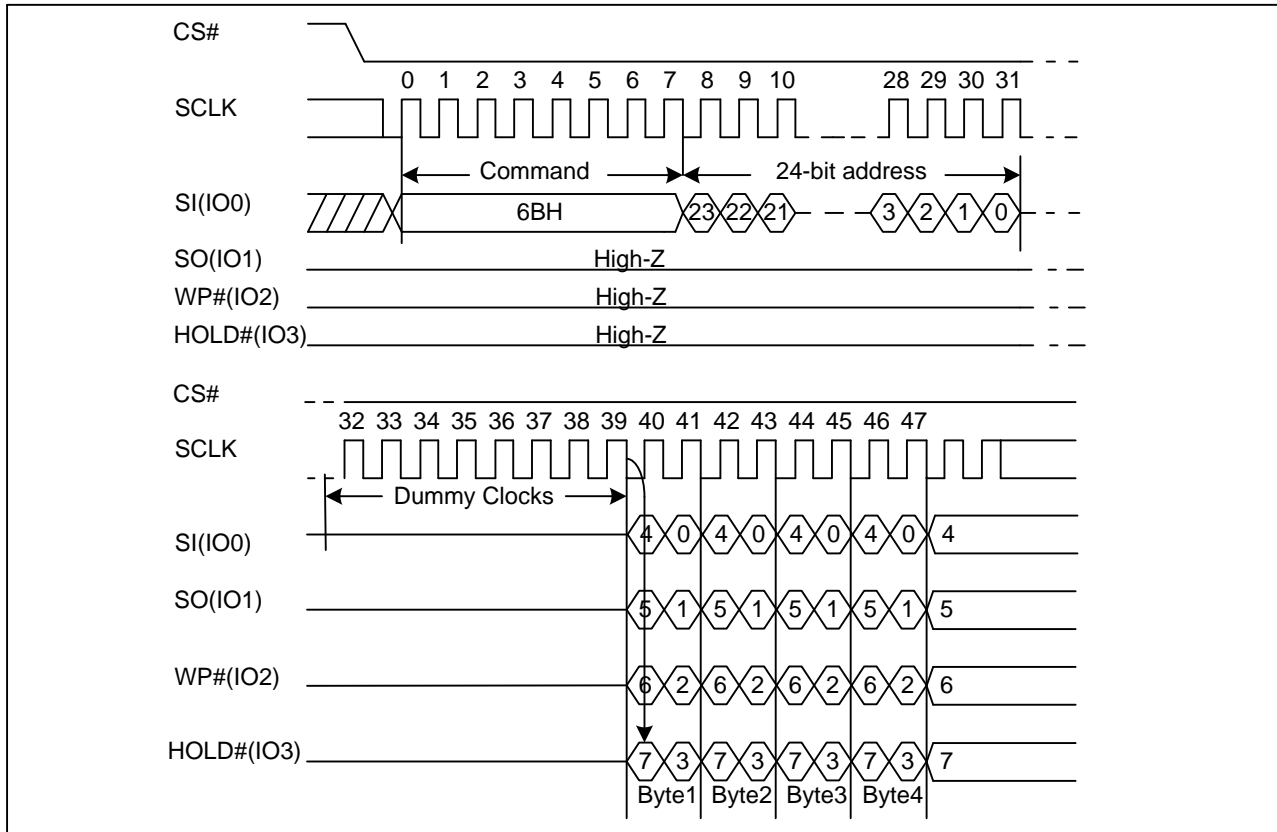 CS#
0 1 2 3 4 5 6 7 8 9 10 28 29 30 31
SCLK
Command 24-bit address
SI(IO0) 6BH 23 22 21 3 2 1 0
SO(IO1) High-Z
WP#(IO2) High-Z
HOLD#(IO3) High-Z
CS#
32 33 34 35 36 37 38 39 40 41 42 43 44 45 46 47
SCLK
Dummy Clocks
SI(IO0) 4 0 4 0 4 0 4 0 4
SO(IO1) 5 1 5 1 5 1 5 1 5
WP#(IO2) 6 2 6 2 6 2 6 2 6
HOLD#(IO3) 7 3 7 3 7 3 7 3 7
Byte1 Byte2 Byte3 Byte4